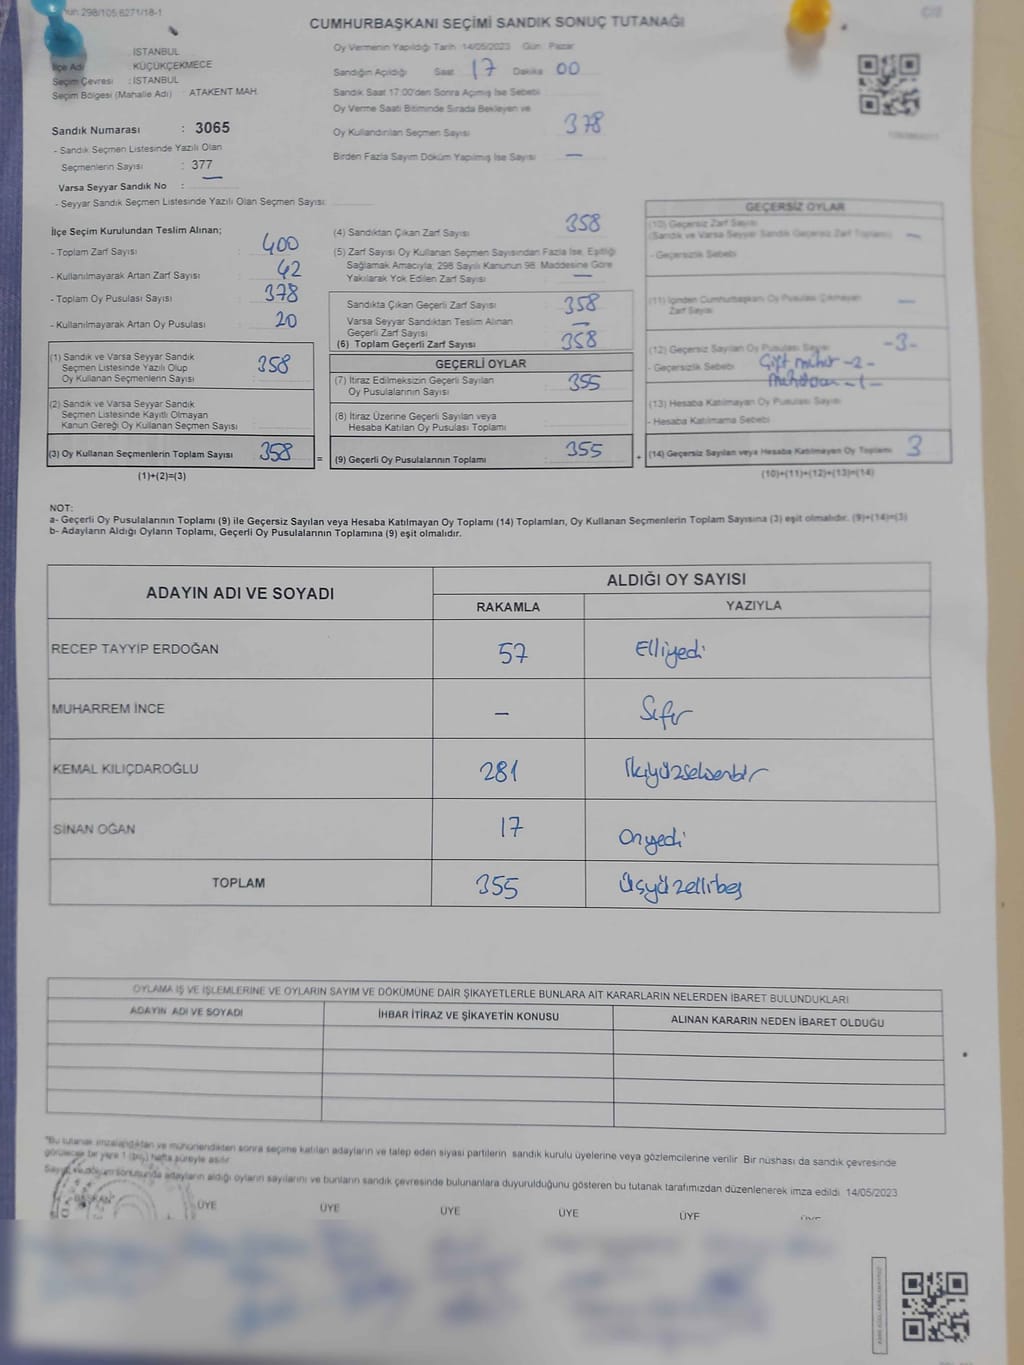 298/105,6271/18-1
CUMHURBAŞKANI SEÇİMİ SANDIK SONUÇ TUTANAĞI
İSTANBUL
İlçe Adı KÜÇÜKÇEKMECE
Seçim Çevresi : İSTANBUL
Seçim Bölgesi (Mahalle Adı) : ATAKENT MAH.
Sandık Numarası : 3065
- Sandık Seçmen Listesinde Yazılı Olan
Seçmenlerin Sayısı : 377
Varsa Seyyar Sandık No :
- Seyyar Sandık Seçmen Listesinde Yazılı Olan Seçmen Sayısı:
Oy Vermenin Yapıldığı Tarih :14/05/2023 Gün: Pazar
Sandığın Açıldığı Saat 17 Dakika 00
Sandık Saat 17:00'den Sonra Açımış İse Sebebi
Oy Verme Saati Bitiminde Sırada Bekleyen ve
Oy Kullandırılan Seçmen Sayısı 378
Birden Fazla Sayım Döküm Yapılmış İse Sayısı —
İlçe Seçim Kurulundan Teslim Alınan;
- Toplam Zarf Sayısı : 400
- Kullanılmayarak Artan Zarf Sayısı : 42
- Toplam Oy Pusulası Sayısı : 378
- Kullanılmayarak Artan Oy Pusulası : 20
(1) Sandık ve Varsa Seyyar Sandık
Seçmen Listesinde Yazılı Olup
Oy Kullanan Seçmenlerin Sayısı : 358
(2) Sandık ve Varsa Seyyar Sandık
Seçmen Listesinde Kayıtlı Olmayan
Kanun Gereği Oy Kullanan Seçmen Sayısı :
(3) Oy Kullanan Seçmenlerin Toplam Sayısı : 358 =
(1)+(2)=(3)
(4) Sandıktan Çıkan Zarf Sayısı : 358
(5) Zarf Sayısı Oy Kullanan Seçmen Sayısından Fazla İse, Eşitliği
Sağlamak Amacıyla, 298 Sayılı Kanunun 98. Maddesine Göre
Yakılarak Yok Edilen Zarf Sayısı : —
Sandıkta Çıkan Geçerli Zarf Sayısı : 358
Varsa Seyyar Sandıktan Teslim Alınan
Geçerli Zarf Sayısı : —
(6) Toplam Geçerli Zarf Sayısı : 358
GEÇERLİ OYLAR
(7) İtiraz Edilmeksizin Geçerli Sayılan
Oy Pusulalarının Sayısı : 355
(8) İtiraz Üzerine Geçerli Sayılan veya
Hesaba Katılan Oy Pusulası Toplamı :
(9) Geçerli Oy Pusulalarının Toplamı : 355 +
GEÇERSİZ OYLAR
(10) Geçersiz Zarf Sayısı
(Sandık ve Varsa Seyyar Sandık Geçersiz Zarf Toplamı) —
- Geçersizlik Sebebi
(11) İçinden Cumhurbaşkanı Oy Pusulası Çıkmayan
Zarf Sayısı —
(12) Geçersiz Sayılan Oy Pusulası Sayısı -3-
- Geçersizlik Sebebi Çift mühür -2-
(13) Hesaba Katılmayan Oy Pusulası Sayısı
- Hesaba Katılmama Sebebi
(14) Geçersiz Sayılan veya Hesaba Katılmayan Oy Toplamı 3
(10)+(11)+(12)+(13)=(14)
NOT:
a- Geçerli Oy Pusulalarının Toplamı (9) ile Geçersiz Sayılan veya Hesaba Katılmayan Oy Toplamı (14) Toplamları, Oy Kullanan Seçmenlerin Toplam Sayısına (3) eşit olmalıdır. (9)+(14)=(3)
b- Adayların Aldığı Oyların Toplamı, Geçerli Oy Pusulalarının Toplamına (9) eşit olmalıdır.
ADAYIN ADI VE SOYADI ALDIĞI OY SAYISI
RAKAMLA YAZIYLA
RECEP TAYYİP ERDOĞAN 57 Elliyedi
MUHARREM İNCE — Sıfır
KEMAL KILIÇDAROĞLU 281 İkiyüzseksenbir
SİNAN OĞAN 17 Onyedi
TOPLAM 355 Üçyüzellibeş
OYLAMA İŞ VE İŞLEMLERİNE VE OYLARIN SAYIM VE DÖKÜMÜNE DAİR ŞİKAYETLERLE BUNLARA AİT KARARLARIN NELERDEN İBARET BULUNDUKLARI
ADAYIN ADI VE SOYADI İHBAR İTİRAZ VE ŞİKAYETİN KONUSU ALINAN KARARIN NEDEN İBARET OLDUĞU
*Bu tutanak imzalandıktan ve mühürlendikten sonra seçime katılan adayların ve talep eden siyasi partilerin sandık kurulu üyelerine veya gözlemcilerine verilir. Bir nüshası da sandık çevresinde
görülecek bir yere 1 (bir) hafta süreyle asılır.
Sayım ve döküm sonusunda adayların aldığı oyların sayılarını ve bunların sandık çevresinde bulunanlara duyurulduğunu gösteren bu tutanak tarafımızdan düzenlenerek imza edildi. 14/05/2023
BAŞKAN ÜYE ÜYE ÜYE ÜYE ÜYE